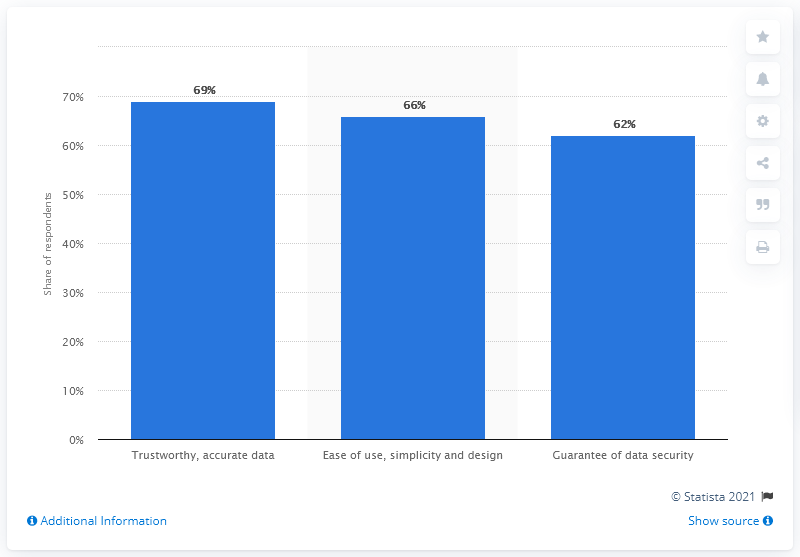 69%
66%
62%
70%
60%
50%
40%
30%
20%
10%
0%
Share of respondents
Trustworthy, accurate data
Ease of use, simplicity and design
Guarantee of data security
© Statista 2021
Additional Information
Show source